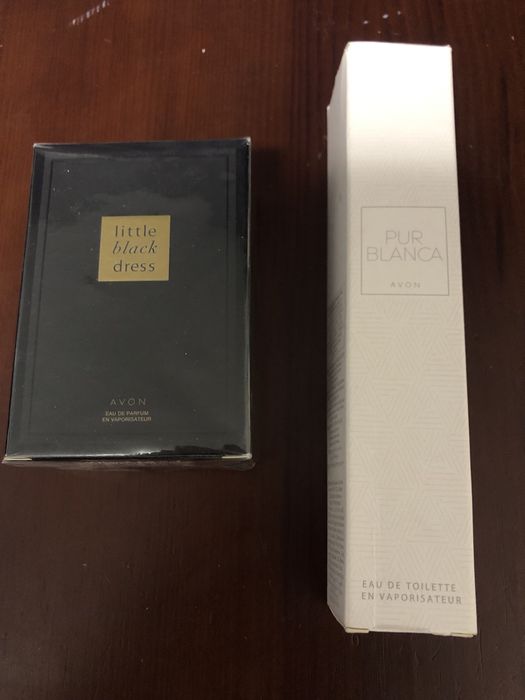 little
black
dress
AVON
EAU DE PARFUM
EN VAPORISATEUR
PUR
BLANCA
AVON
EAU DE TOILETTE
EN VAPORISATEUR